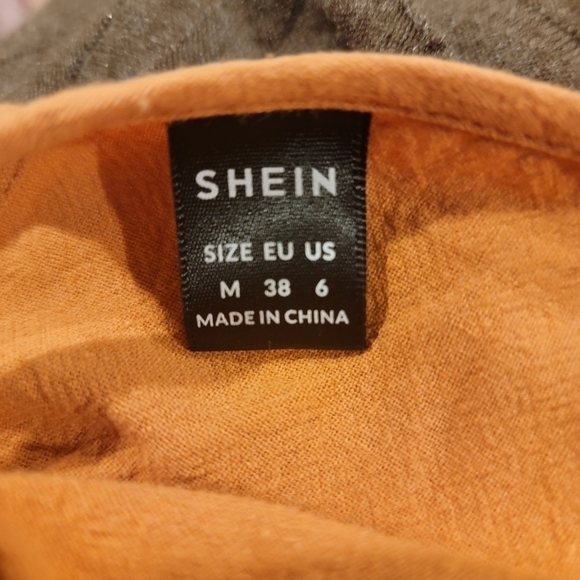 SHEIN
SIZE EU US
M 38 6
MADE IN CHINA